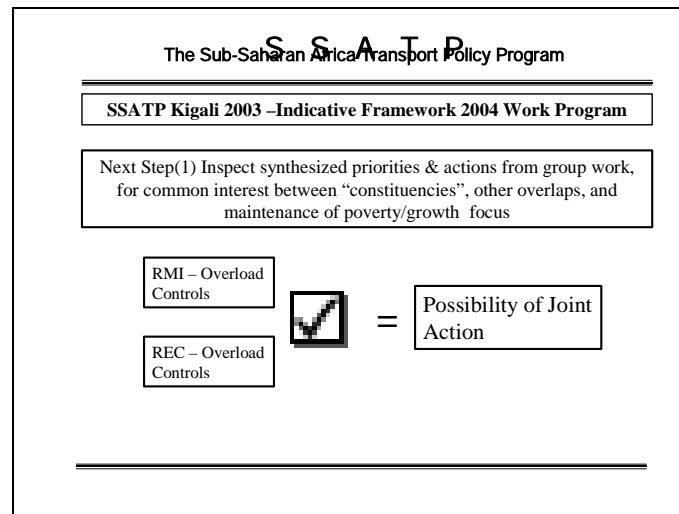 S S A T P
The Sub-Saharan Africa Transport Policy Program
SSATP Kigali 2003 –Indicative Framework 2004 Work Program
Next Step(1) Inspect synthesized priorities & actions from group work,
for common interest between “constituencies”, other overlaps, and
maintenance of poverty/growth focus
RMI – Overload
Controls
REC – Overload
Controls
=
Possibility of Joint
Action